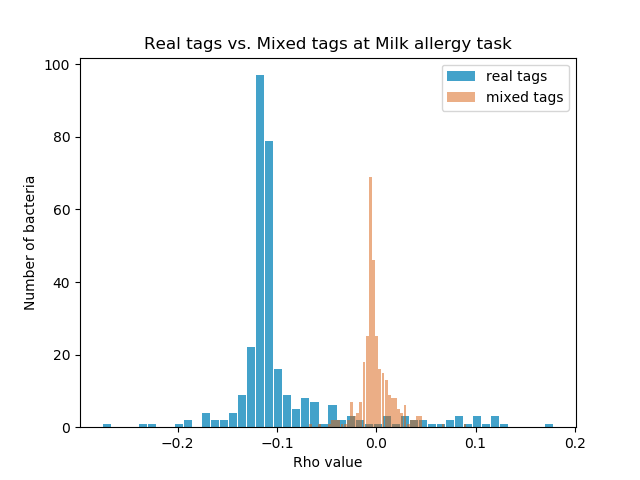 Real tags vs. Mixed tags at Milk allergy task
real tags
mixed tags
Number of bacteria
100
80
60
40
20
0
−0.2
−0.1
0.0
0.1
0.2
Rho value